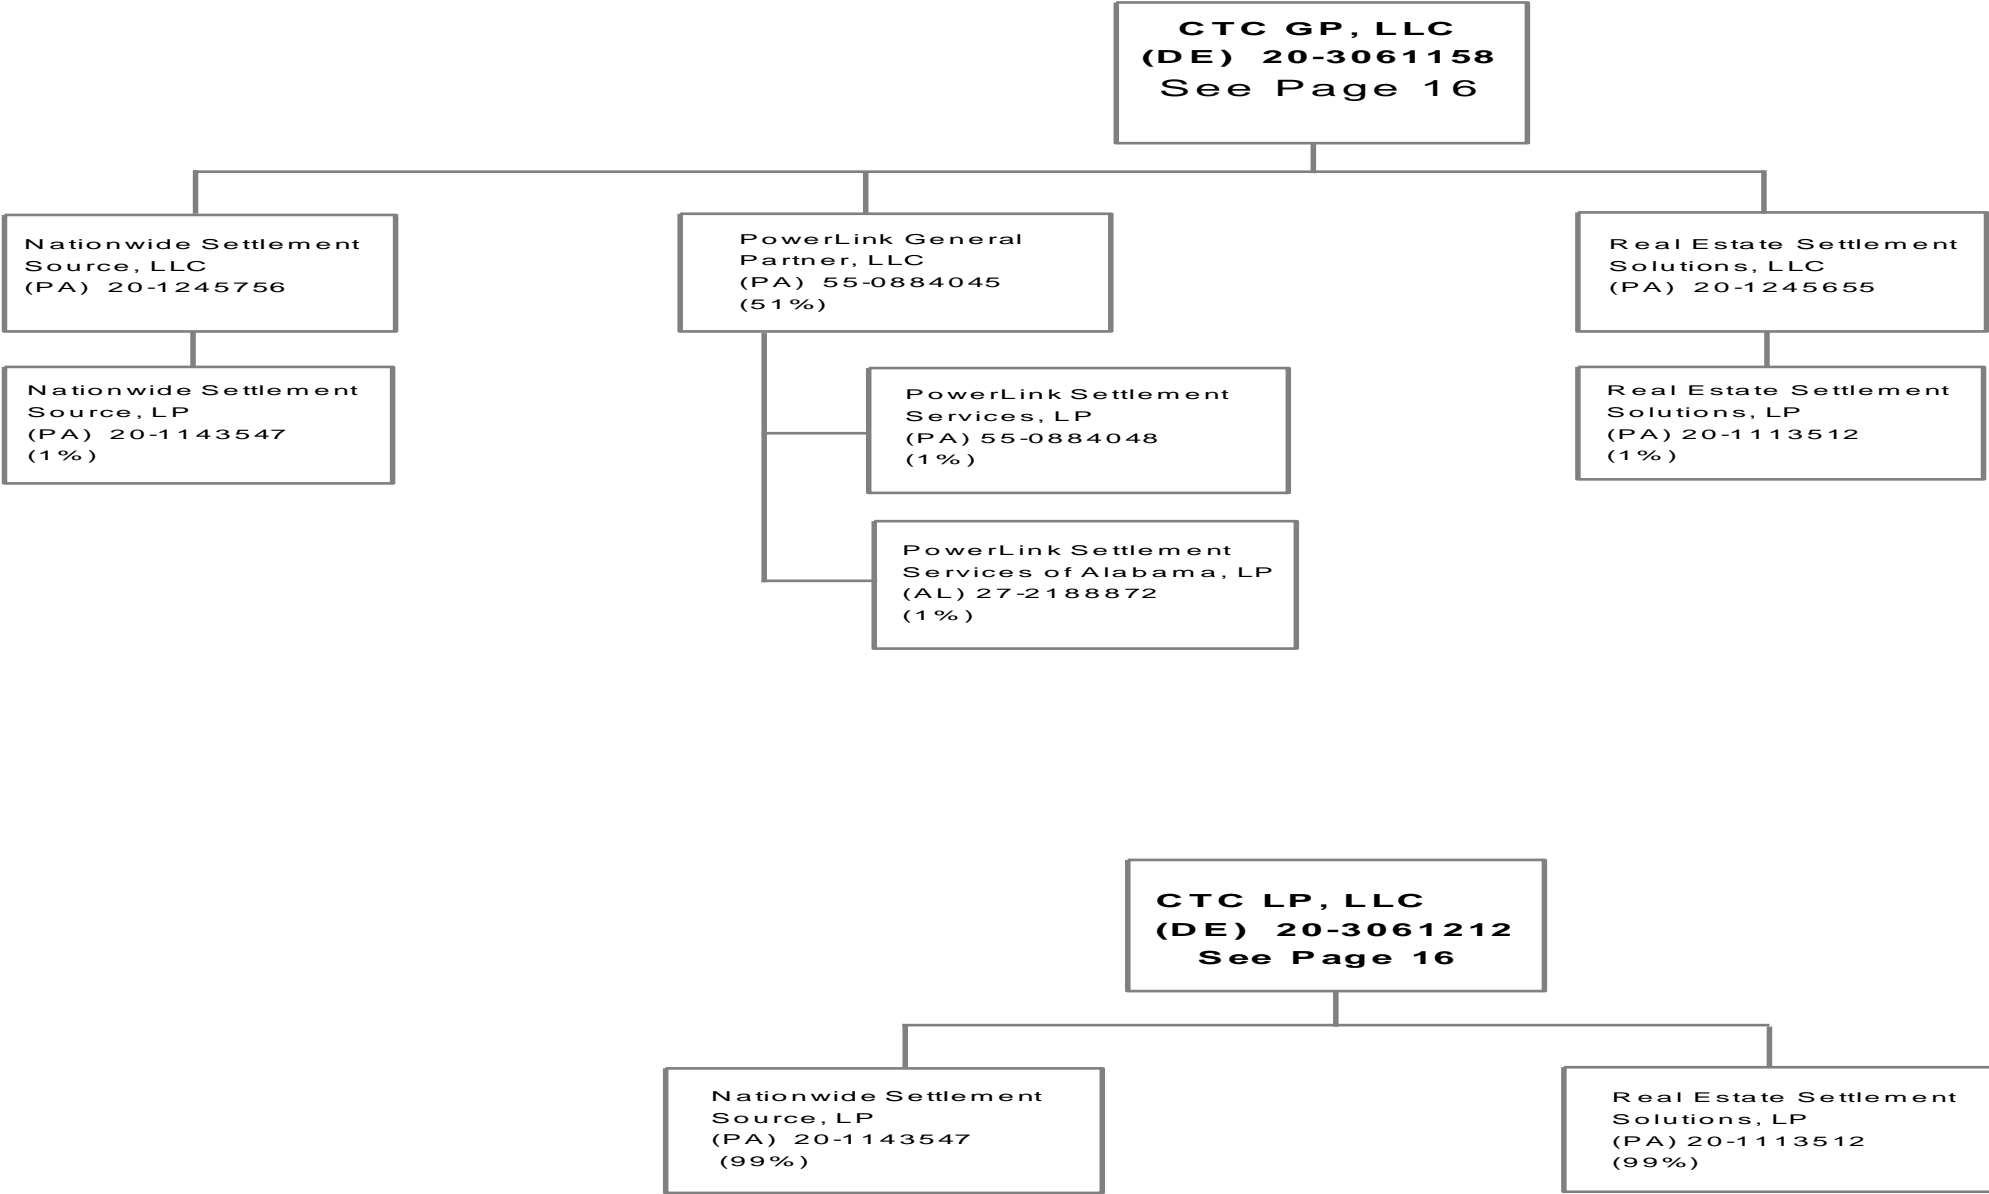 CTC GP, LLC
(DE) 20-3061158
See Page 16
Nationwide Settlement
Source, LLC
(PA) 20-1245756
PowerLink General
Partner, LLC
(PA) 55-0884045
(51%)
Real Estate Settlement
Solutions, LLC
(PA) 20-1245655
Nationwide Settlement
Source, LP
(PA) 20-1143547
(1%)
PowerLink Settlement
Services, LP
(PA) 55-0884048
(1%)
Real Estate Settlement
Solutions, LP
(PA) 20-1113512
(1%)
PowerLink Settlement
Services of Alabama, LP
(AL) 27-2188872
(1%)
CTC LP, LLC
(DE) 20-3061212
See Page 16
Nationwide Settlement
Source, LP
(PA) 20-1143547
(99%)
Real Estate Settlement
Solutions, LP
(PA) 20-1113512
(99%)